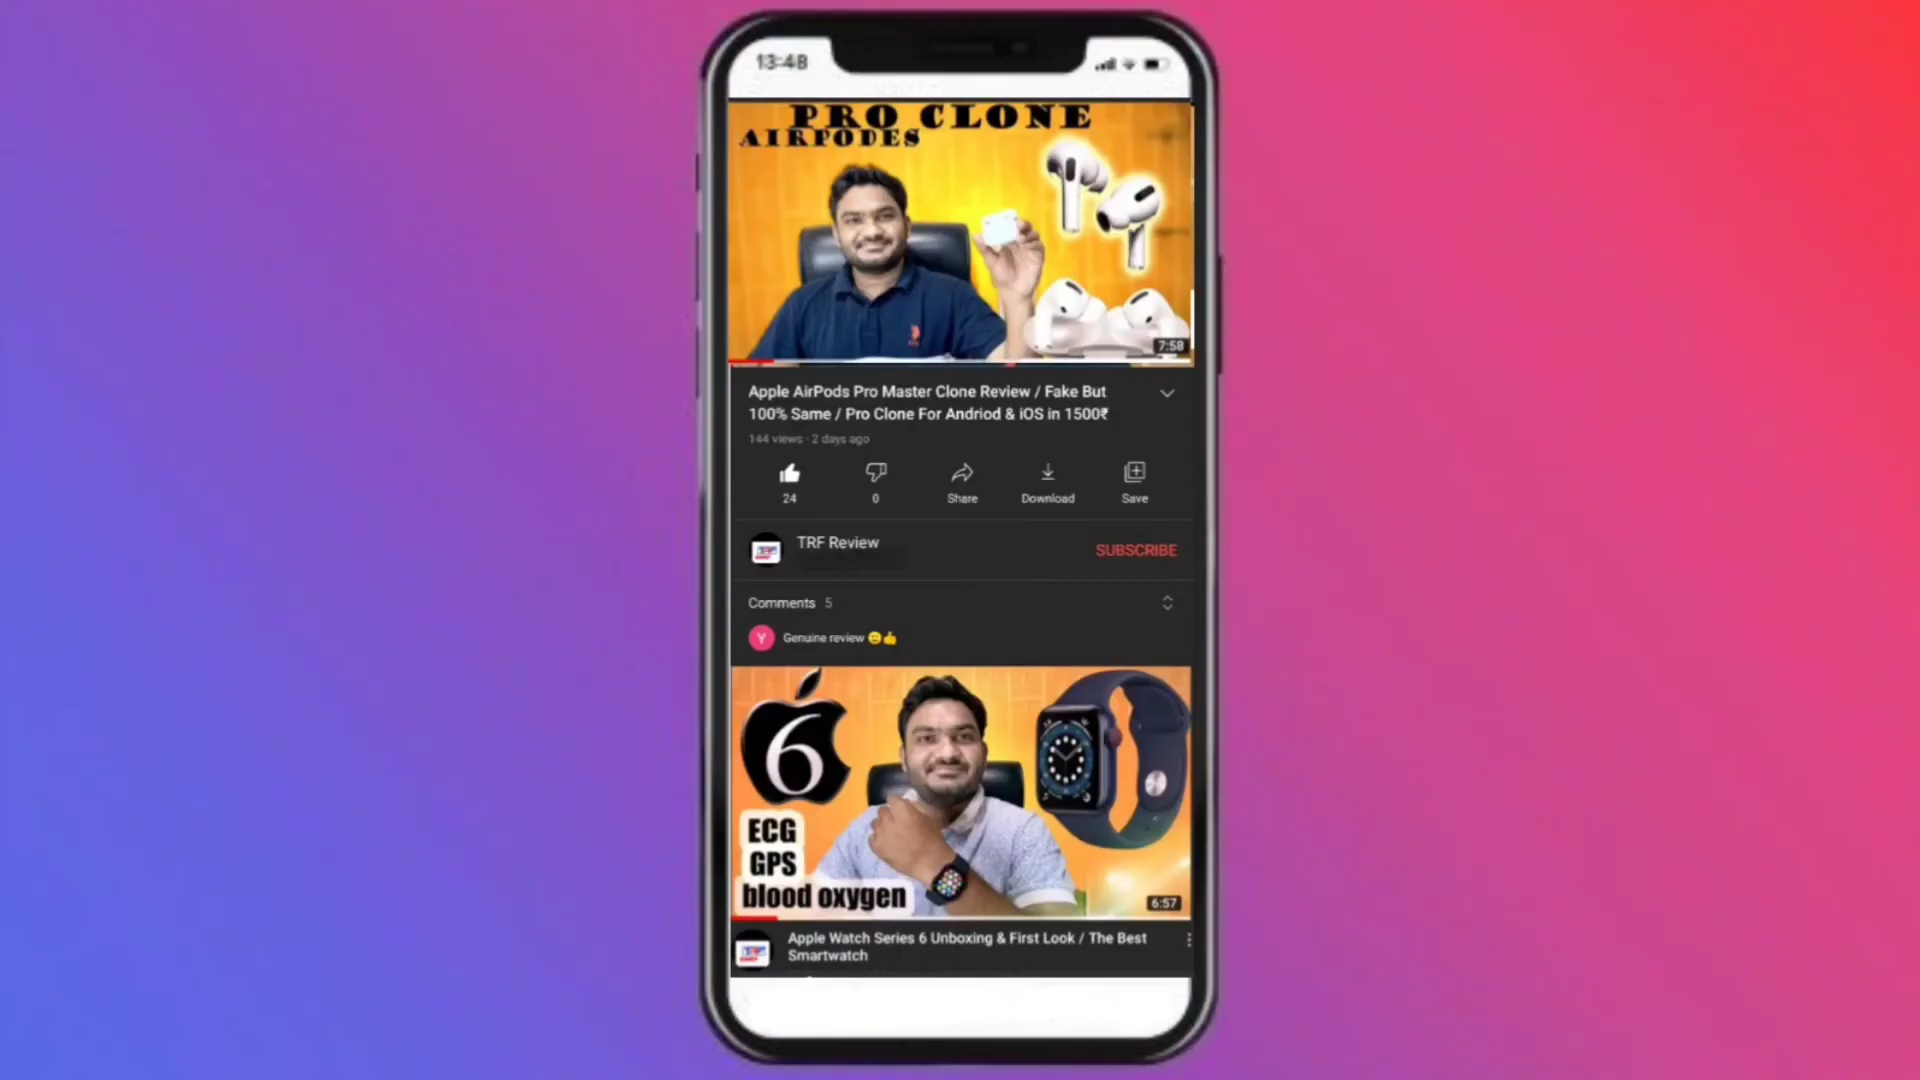 13:48
PRO CLONE
AIRPODES
7:58
Apple AirPods Pro Master Clone Review / Fake But
100% Same / Pro Clone For Andriod & iOS in 1500₹
144 views · 2 days ago
24
0
Share
Download
Save
TRF Review
SUBSCRIBE
Comments 5
Y
Genuine review 😊👍
6
ECG
GPS
blood oxygen
6:57
Apple Watch Series 6 Unboxing & First Look / The Best
Smartwatch